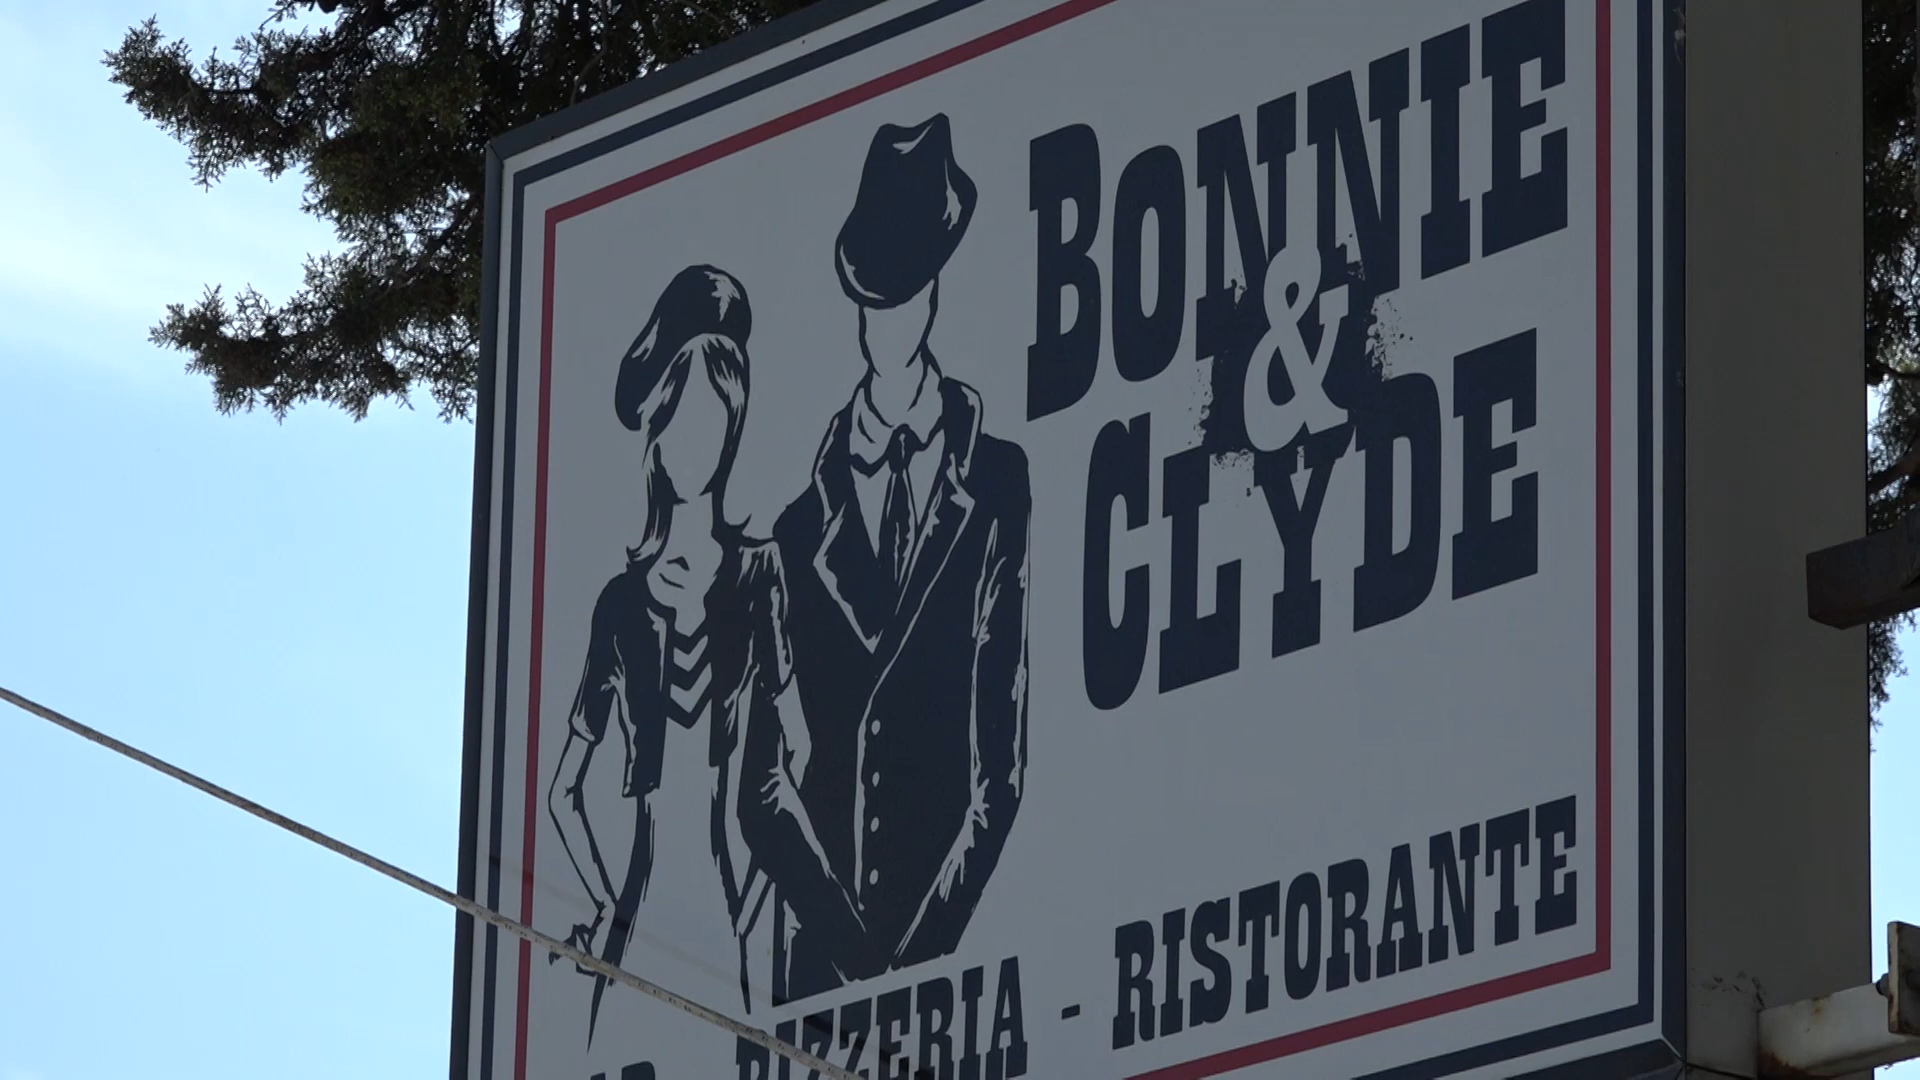 BONNIE
&
CLYDE
PIZZERIA - RISTORANTE